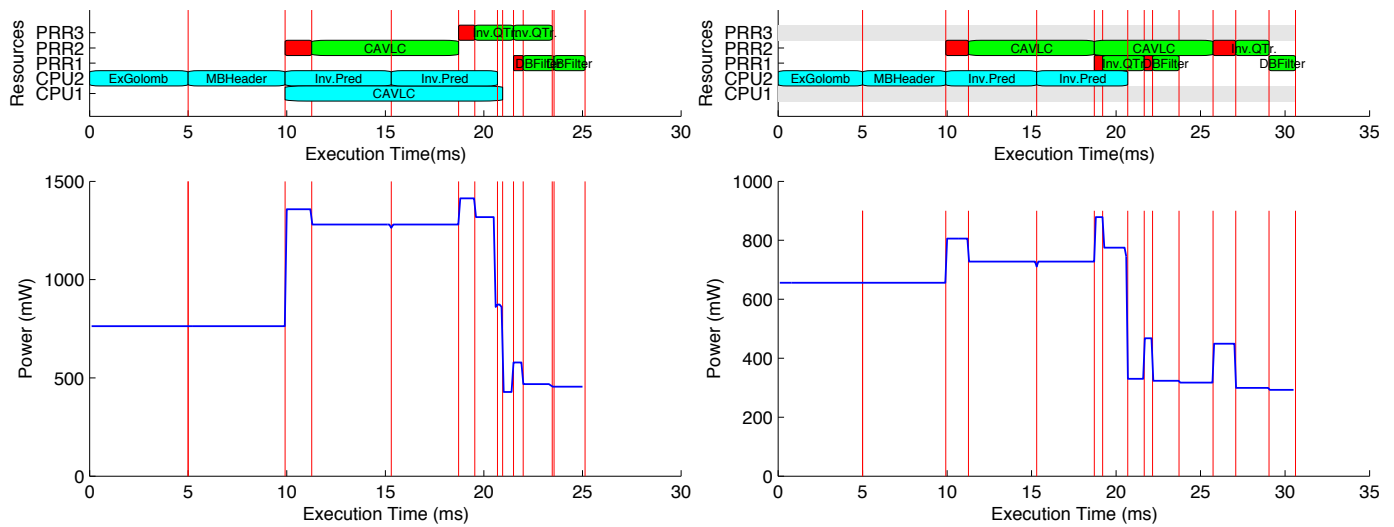 Resources
PRR3
PRR2
PRR1
CPU2
CPU1
Inv.QTr.
Inv.QTr.
CAVLC
DBFilter
DBFilter
ExGolomb
MBHeader
Inv.Pred
Inv.Pred
CAVLC
0 5 10 15 20 25 30
Execution Time(ms)
Power (mW)
1500
1000
500
0
0 5 10 15 20 25 30
Execution Time (ms)
Resources
PRR3
PRR2
PRR1
CPU2
CPU1
CAVLC
CAVLC
Inv.QTr.
Inv.QTr.
DBFilter
DBFilter
ExGolomb
MBHeader
Inv.Pred
Inv.Pred
0 5 10 15 20 25 30 35
Execution Time(ms)
Power (mW)
1000
800
600
400
200
0
0 5 10 15 20 25 30 35
Execution Time (ms)